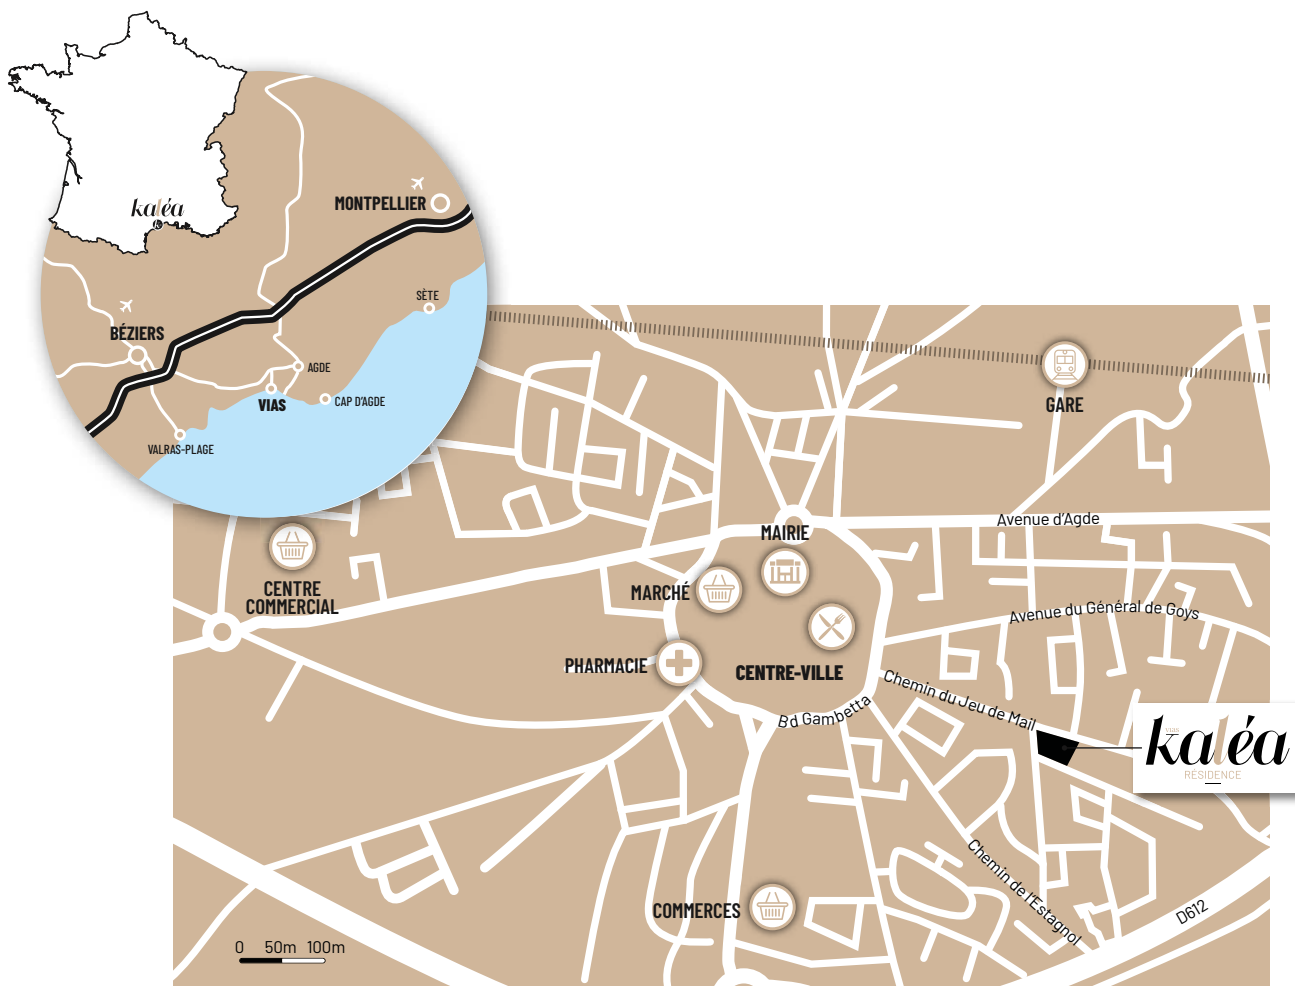 kaléa
k
MONTPELLIER
SÈTE
BÉZIERS
AGDE
VIAS
CAP D'AGDE
VALRAS-PLAGE
GARE
Avenue d'Agde
MAIRIE
CENTRE
COMMERCIAL
MARCHÉ
Avenue du Général de Goys
PHARMACIE
CENTRE-VILLE
Chemin du Jeu de Mail
Bd Gambetta
VIAS
kaléa
RÉSIDENCE
Chemin de l'Estagnol
COMMERCES
D612
0 50m 100m